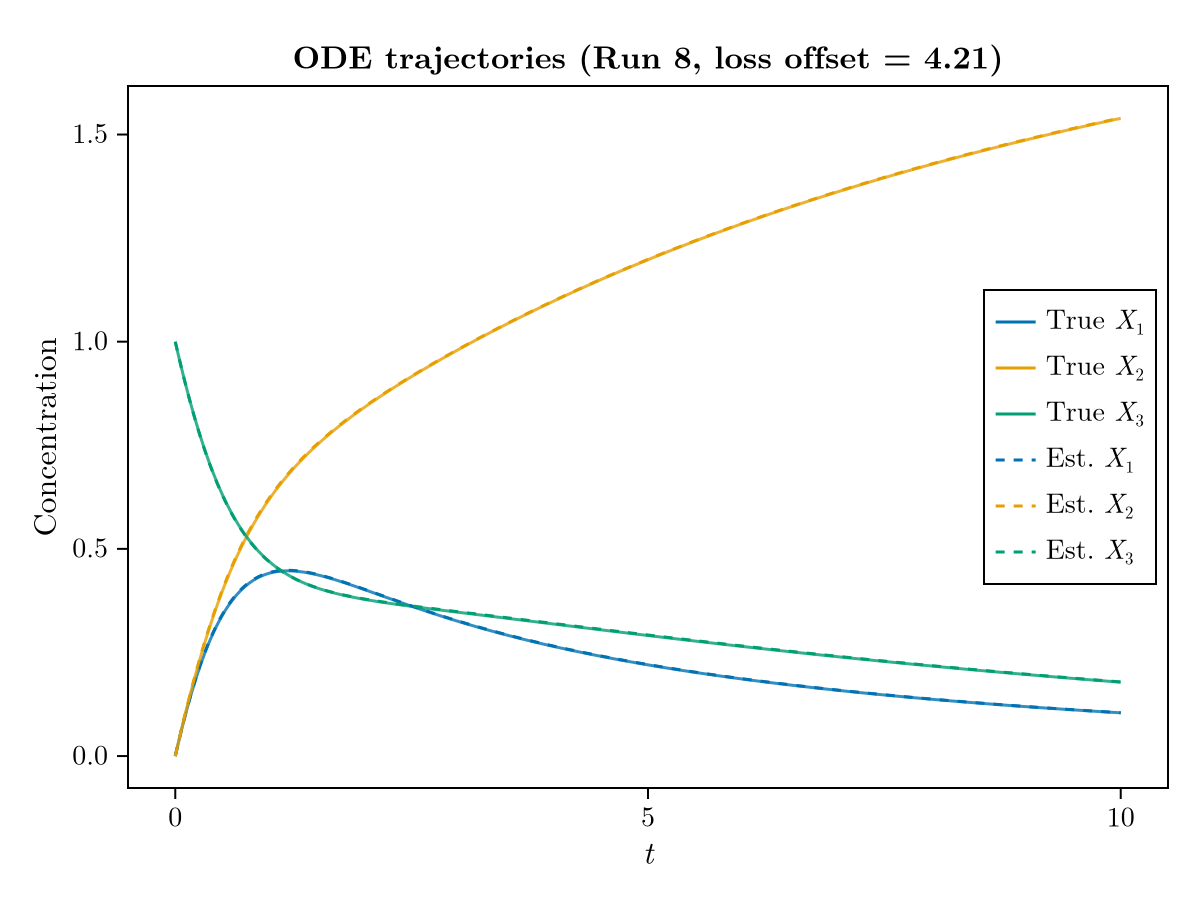 ODE trajectories (Run 8, loss offset = 4.21)
Concentration
1.5
1.0
0.5
0.0
True X₁
True X₂
True X₃
Est. X₁
Est. X₂
Est. X₃
0 5 10
t